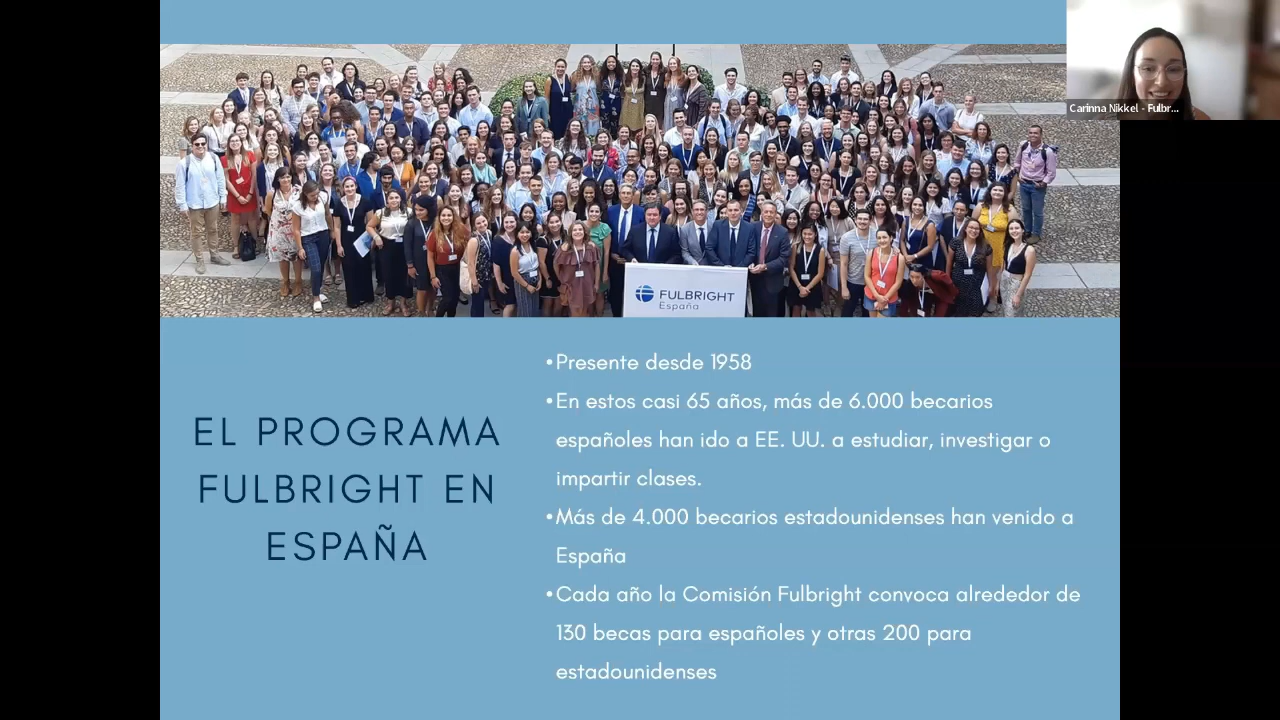 Carinna Nikkel - Fulbr...
FULBRIGHT
España
EL PROGRAMA
FULBRIGHT EN
ESPAÑA
•Presente desde 1958
•En estos casi 65 años, más de 6.000 becarios
españoles han ido a EE. UU. a estudiar, investigar o
impartir clases.
•Más de 4.000 becarios estadounidenses han venido a
España
•Cada año la Comisión Fulbright convoca alrededor de
130 becas para españoles y otras 200 para
estadounidenses